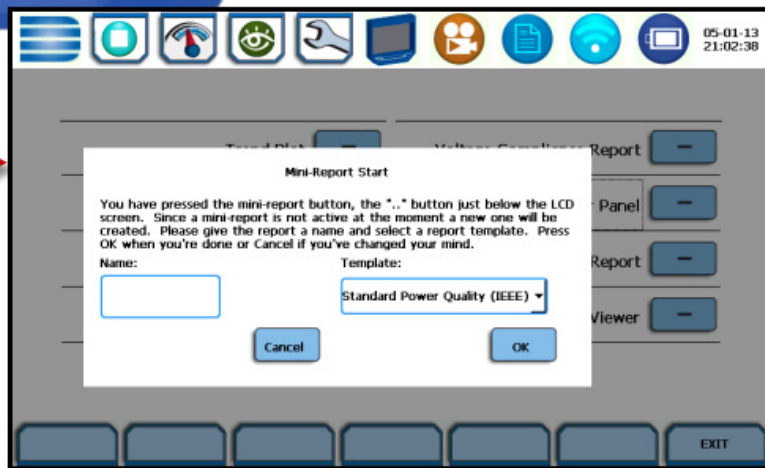 05-01-13
21:02:38
Trend Plot
Voltage Compliance Report
Mini-Report Start
You have pressed the mini-report button, the ".." button just below the LCD
screen. Since a mini-report is not active at the moment a new one will be
created. Please give the report a name and select a report template. Press
OK when you're done or Cancel if you've changed your mind.
Panel
Name:
Template:
Report
Standard Power Quality (IEEE)
Viewer
Cancel
OK
EXIT